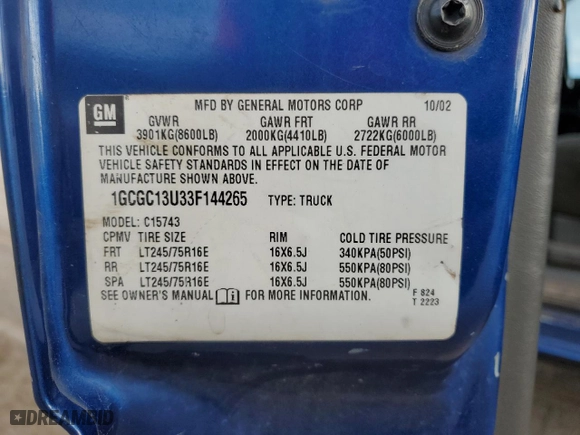 GM
MFD BY GENERAL MOTORS CORP 10/02
GVWR GAWR FRT GAWR RR
3901KG(8600LB) 2000KG(4410LB) 2722KG(6000LB)
THIS VEHICLE CONFORMS TO ALL APPLICABLE U.S. FEDERAL MOTOR
VEHICLE SAFETY STANDARDS IN EFFECT ON THE DATE OF
MANUFACTURE SHOWN ABOVE.
1GCGC13U33F144265 TYPE: TRUCK
MODEL: C15743
CPMV TIRE SIZE RIM COLD TIRE PRESSURE
FRT LT245/75R16E 16X6.5J 340KPA(50PSI)
RR LT245/75R16E 16X6.5J 550KPA(80PSI)
SPA LT245/75R16E 16X6.5J 550KPA(80PSI)
SEE OWNER'S MANUAL FOR MORE INFORMATION.
F 824
T 2223
DREAMBID